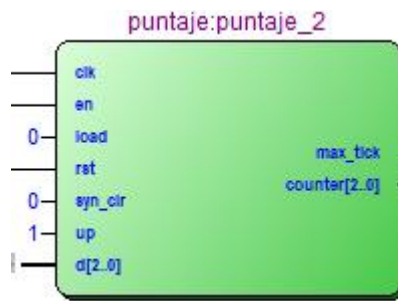 puntaje:puntaje_2
clk
en
0 load
rst
0 syn_clr
1 up
d[2..0]
max_tick
counter[2..0]